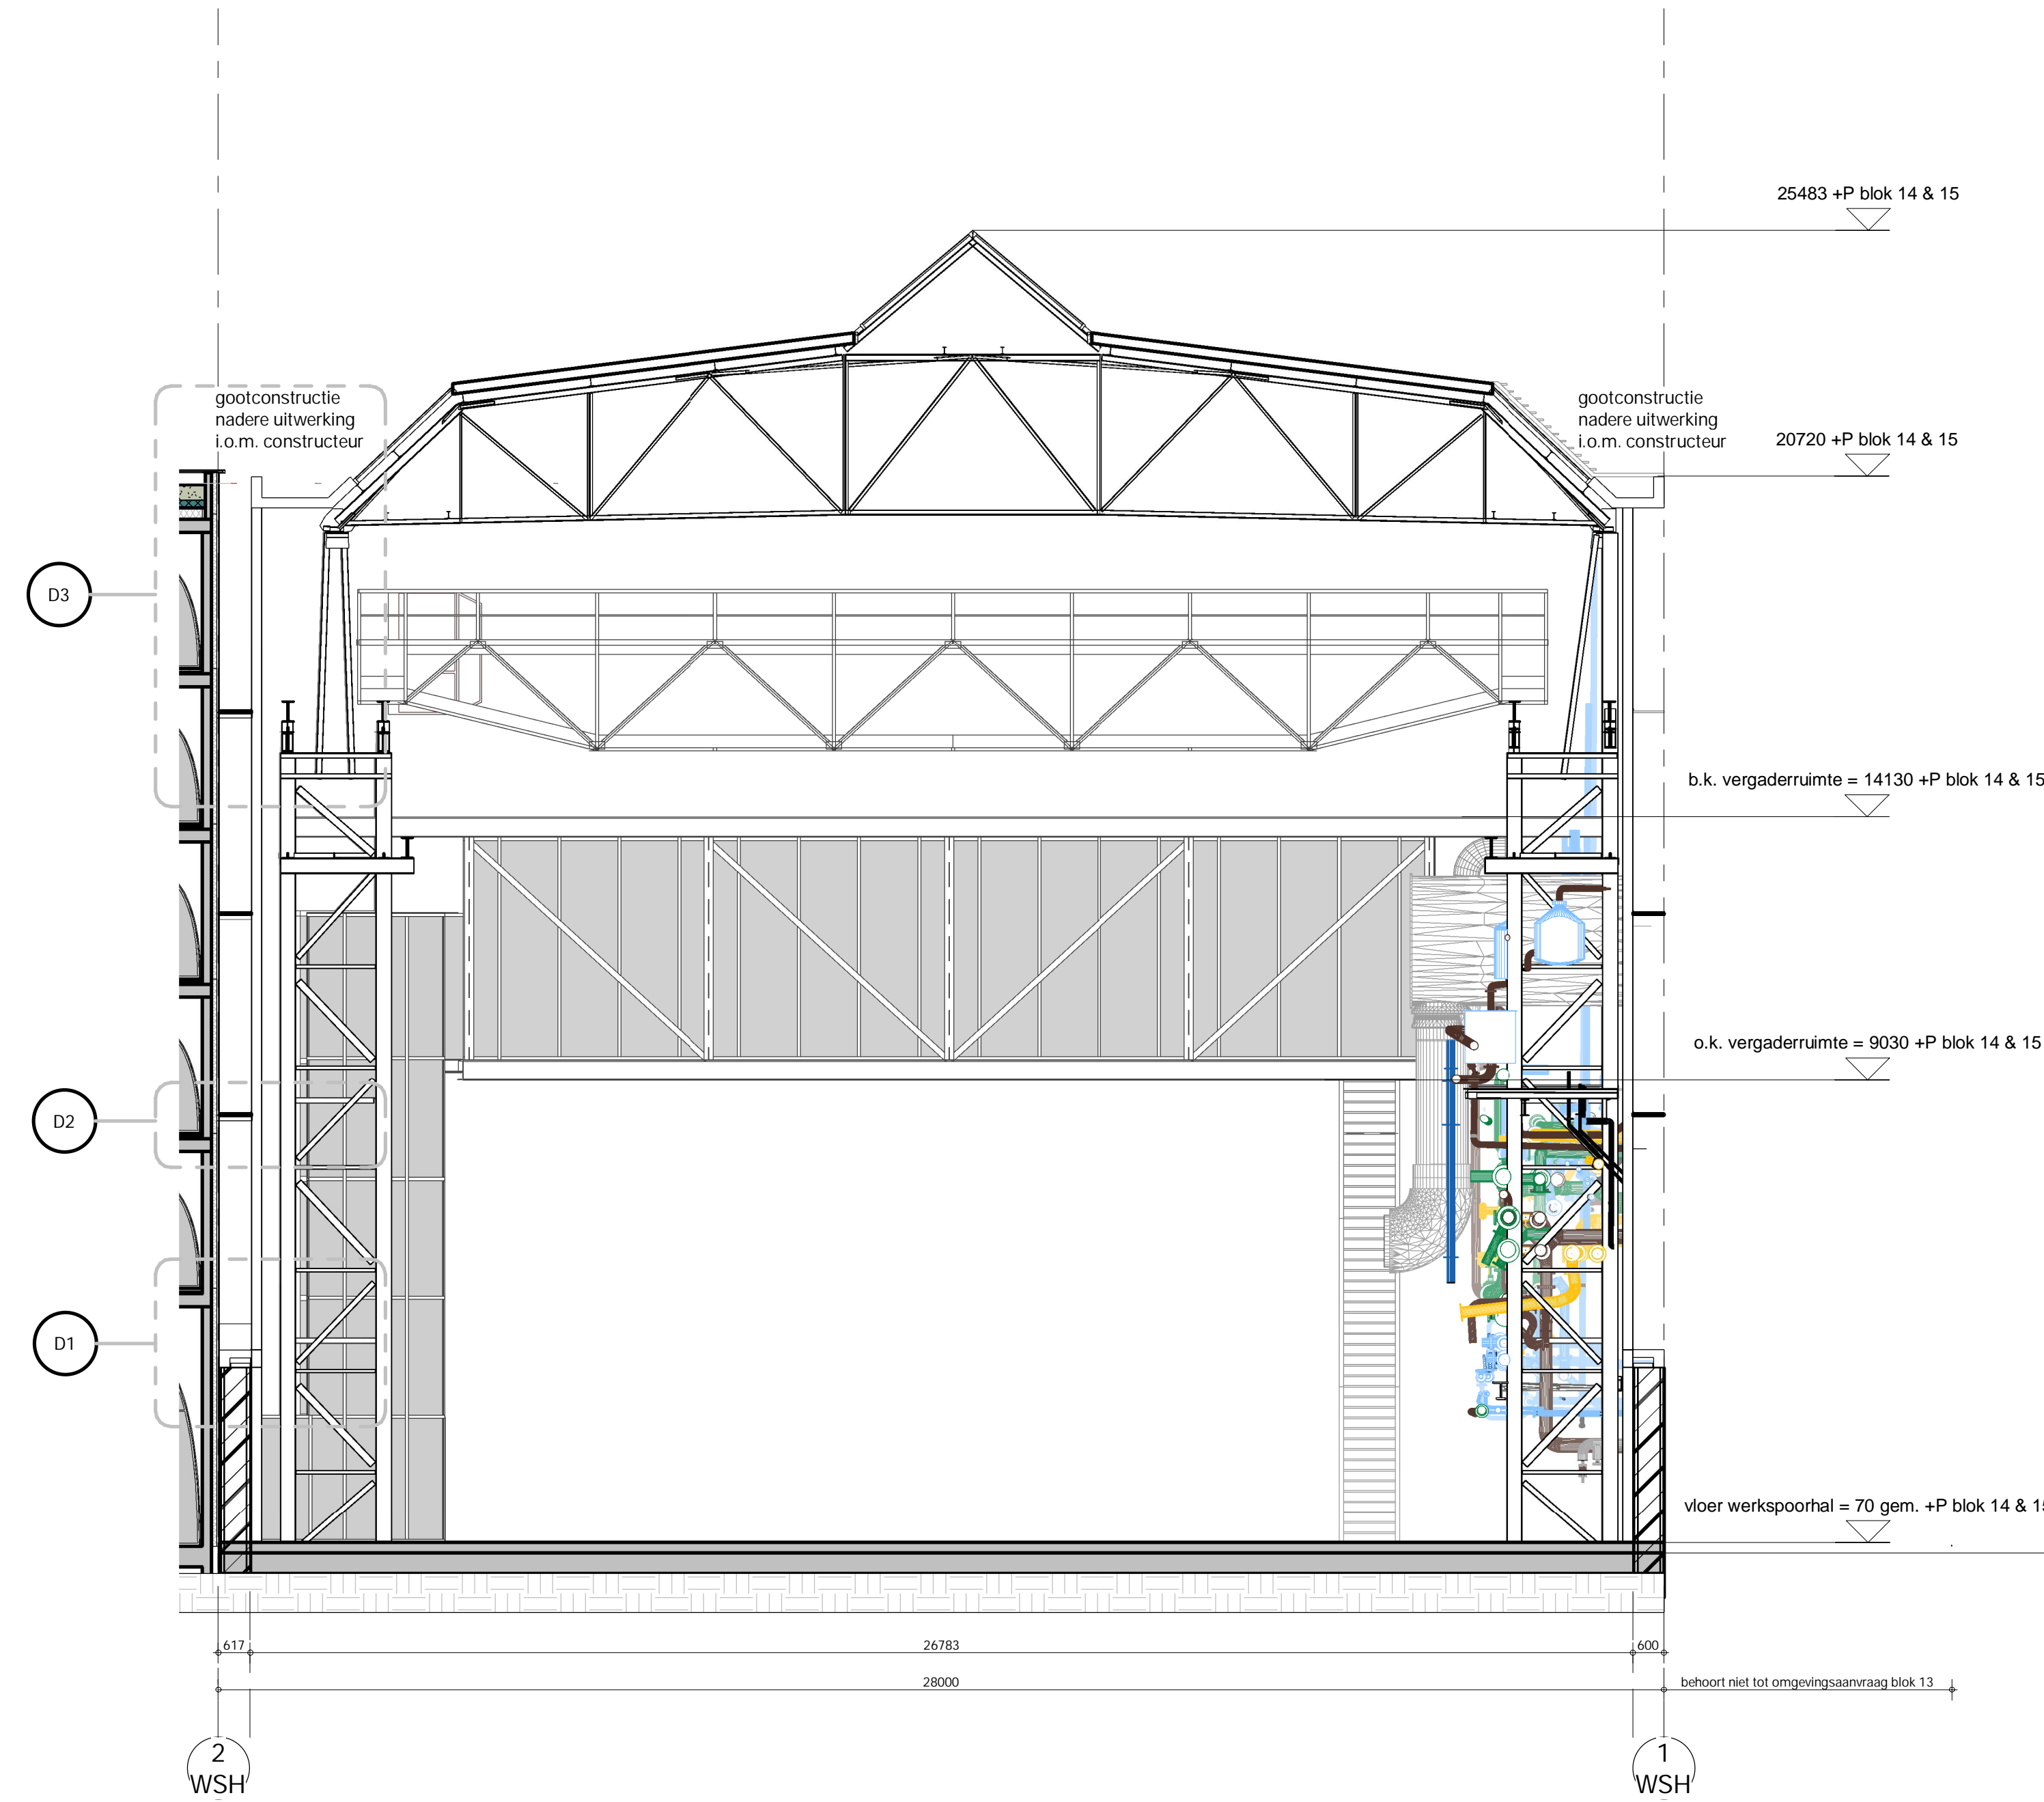 25483 +P blok 14 & 15
gootconstructie
nadere uitwerking
i.o.m. constructeur
gootconstructie
nadere uitwerking
i.o.m. constructeur
20720 +P blok 14 & 15
D3
b.k. vergaderruimte = 14130 +P blok 14 & 15
o.k. vergaderruimte = 9030 +P blok 14 & 15
D2
D1
vloer werkspoorhal = 70 gem. +P blok 14 & 15
617
26783
600
28000
behoort niet tot omgevingsaanvraag blok 13
2
WSH
1
WSH